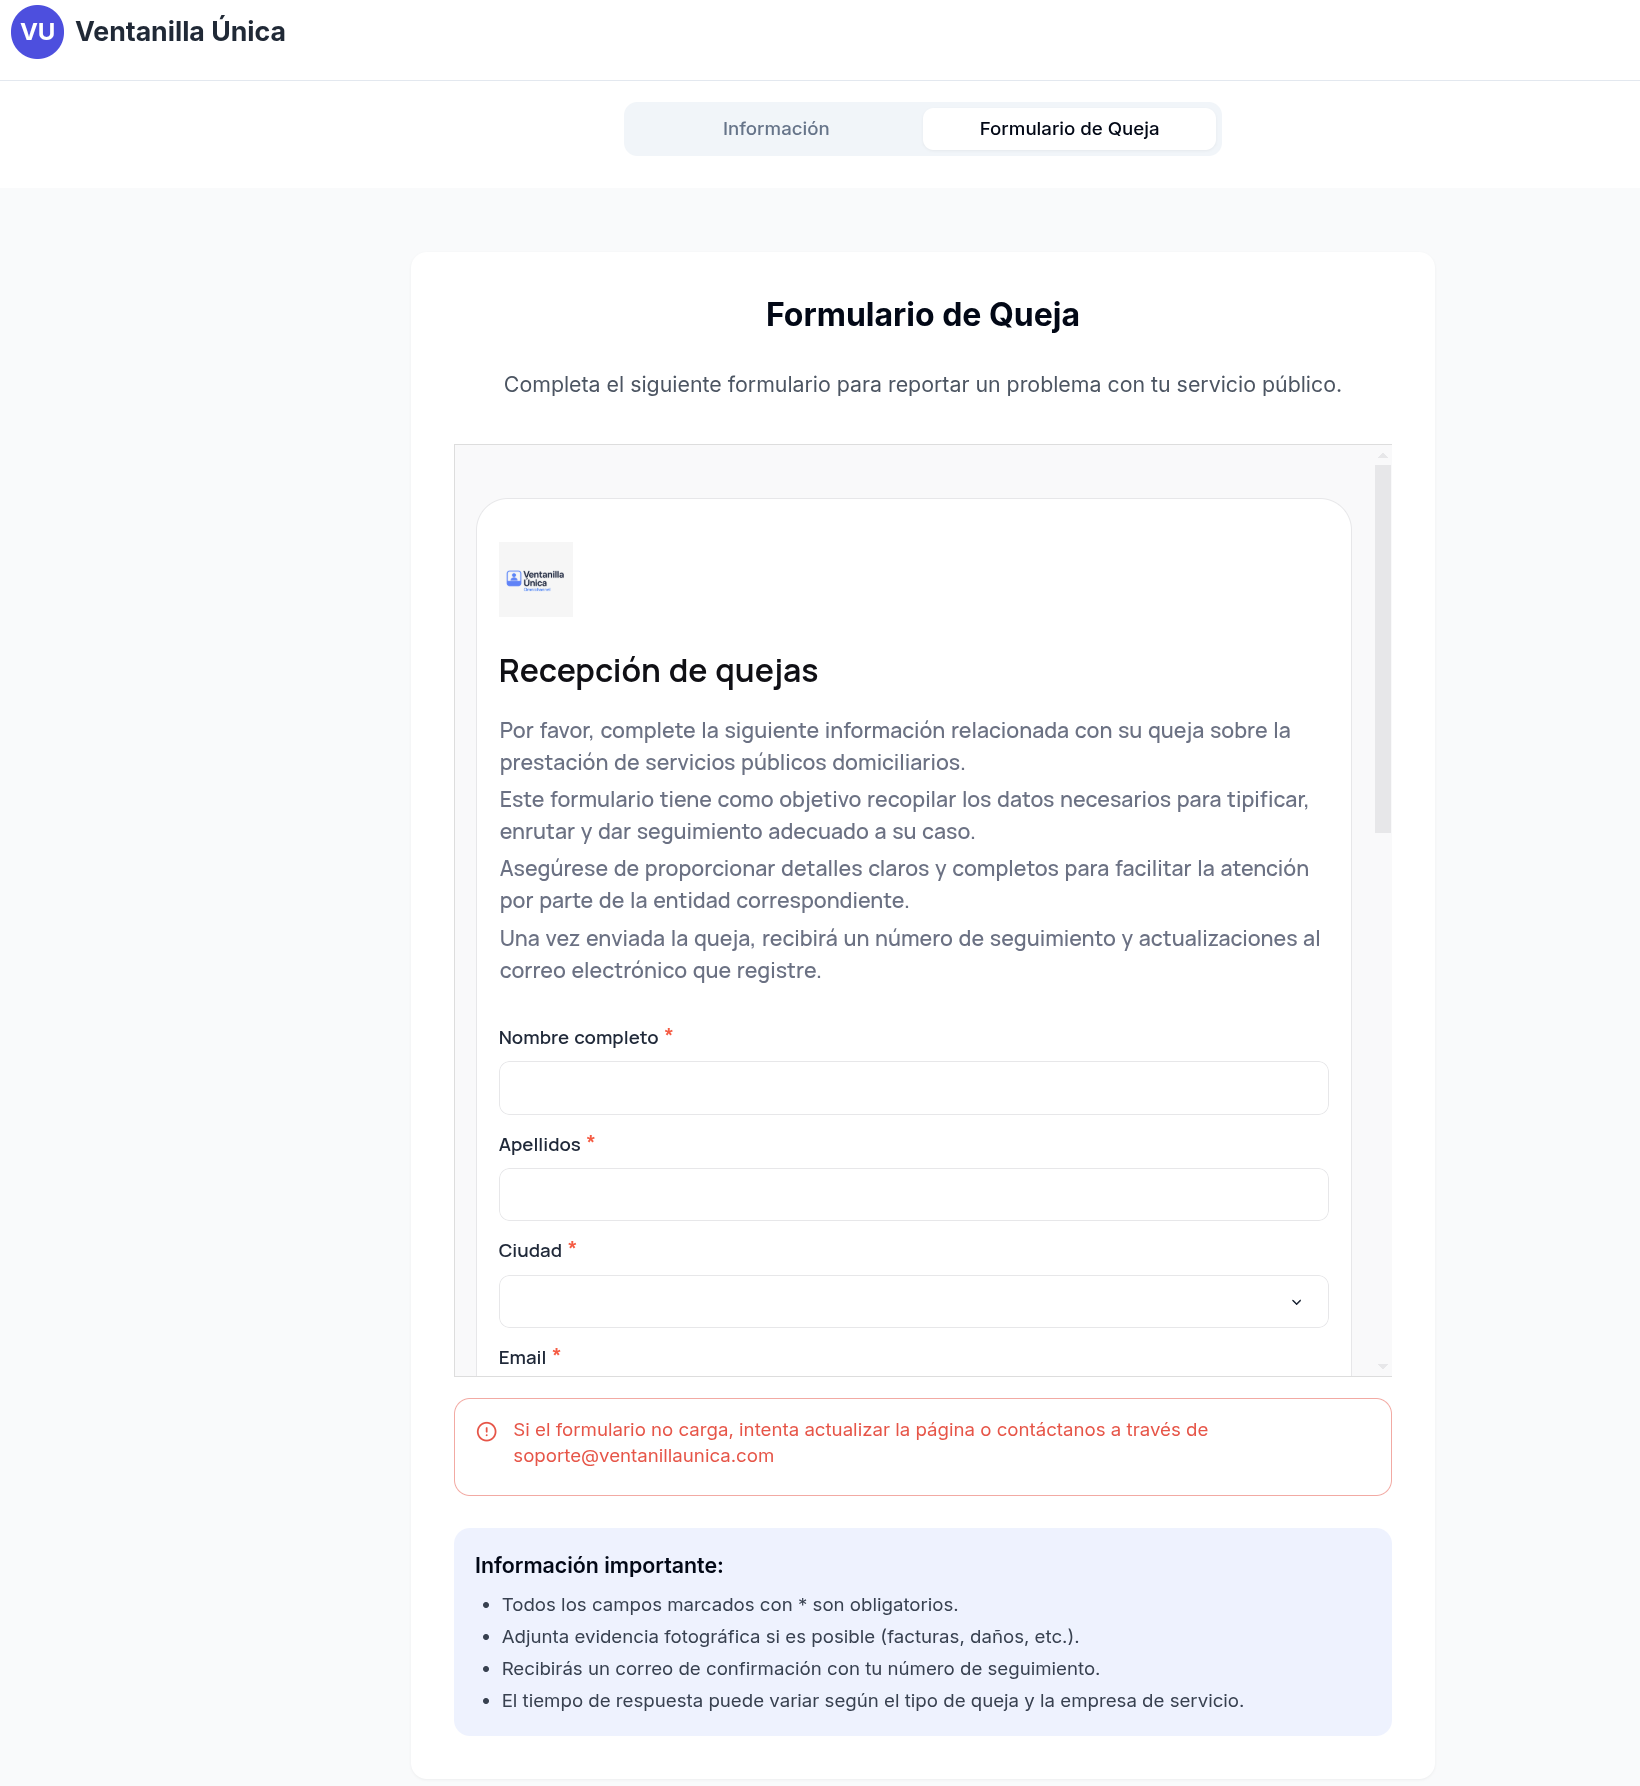 VU
Ventanilla Única
Información
Formulario de Queja
Formulario de Queja
Completa el siguiente formulario para reportar un problema con tu servicio público.
Ventanilla
Única
Recepción de quejas
Por favor, complete la siguiente información relacionada con su queja sobre la
prestación de servicios públicos domiciliarios.
Este formulario tiene como objetivo recopilar los datos necesarios para tipificar,
enrutar y dar seguimiento adecuado a su caso.
Asegúrese de proporcionar detalles claros y completos para facilitar la atención
por parte de la entidad correspondiente.
Una vez enviada la queja, recibirá un número de seguimiento y actualizaciones al
correo electrónico que registre.
Nombre completo *
Apellidos *
Ciudad *
Email *
Si el formulario no carga, intenta actualizar la página o contáctanos a través de
soporte@ventanillaunica.com
Información importante:
• Todos los campos marcados con * son obligatorios.
• Adjunta evidencia fotográfica si es posible (facturas, daños, etc.).
• Recibirás un correo de confirmación con tu número de seguimiento.
• El tiempo de respuesta puede variar según el tipo de queja y la empresa de servicio.